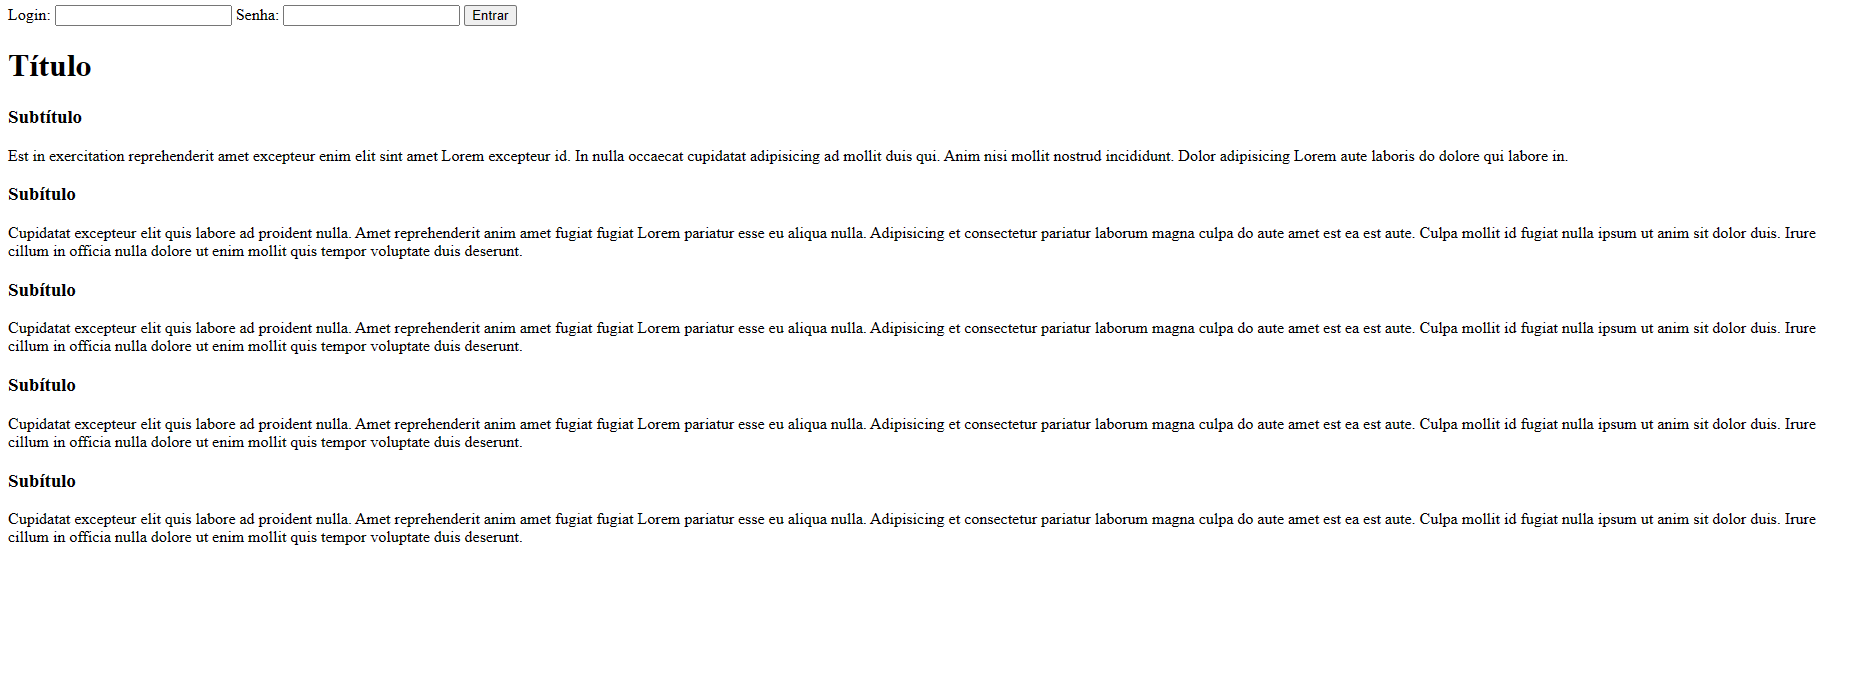 Login: Senha: Entrar
Título
Subtítulo
Est in exercitation reprehenderit amet excepteur enim elit sint amet Lorem excepteur id. In nulla occaecat cupidatat adipisicing ad mollit duis qui. Anim nisi mollit nostrud incididunt. Dolor adipisicing Lorem aute laboris do dolore qui labore in.
Subítulo
Cupidatat excepteur elit quis labore ad proident nulla. Amet reprehenderit anim amet fugiat fugiat Lorem pariatur esse eu aliqua nulla. Adipisicing et consectetur pariatur laborum magna culpa do aute amet est ea est aute. Culpa mollit id fugiat nulla ipsum ut anim sit dolor duis. Irure
cillum in officia nulla dolore ut enim mollit quis tempor voluptate duis deserunt.
Subítulo
Cupidatat excepteur elit quis labore ad proident nulla. Amet reprehenderit anim amet fugiat fugiat Lorem pariatur esse eu aliqua nulla. Adipisicing et consectetur pariatur laborum magna culpa do aute amet est ea est aute. Culpa mollit id fugiat nulla ipsum ut anim sit dolor duis. Irure
cillum in officia nulla dolore ut enim mollit quis tempor voluptate duis deserunt.
Subítulo
Cupidatat excepteur elit quis labore ad proident nulla. Amet reprehenderit anim amet fugiat fugiat Lorem pariatur esse eu aliqua nulla. Adipisicing et consectetur pariatur laborum magna culpa do aute amet est ea est aute. Culpa mollit id fugiat nulla ipsum ut anim sit dolor duis. Irure
cillum in officia nulla dolore ut enim mollit quis tempor voluptate duis deserunt.
Subítulo
Cupidatat excepteur elit quis labore ad proident nulla. Amet reprehenderit anim amet fugiat fugiat Lorem pariatur esse eu aliqua nulla. Adipisicing et consectetur pariatur laborum magna culpa do aute amet est ea est aute. Culpa mollit id fugiat nulla ipsum ut anim sit dolor duis. Irure
cillum in officia nulla dolore ut enim mollit quis tempor voluptate duis deserunt.